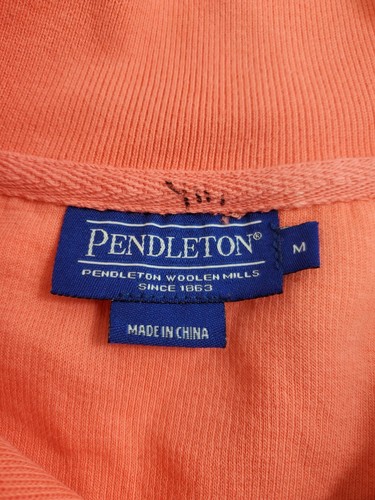 PENDLETON®
M
PENDLETON WOOLEN MILLS
SINCE 1863
MADE IN CHINA